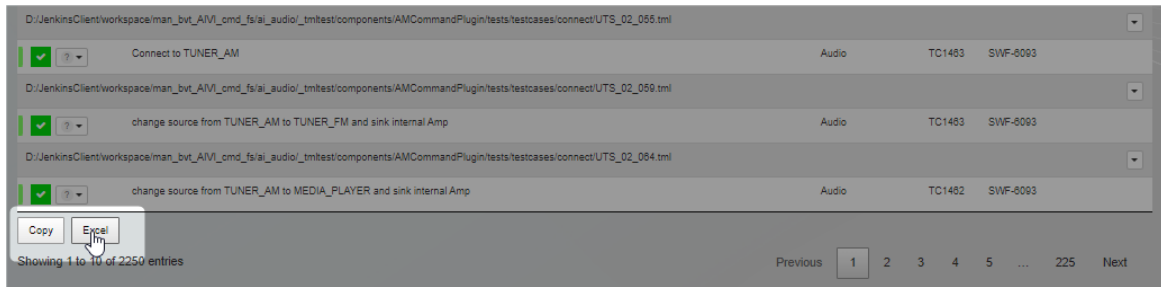 D:/JenkinsClient/workspace/man_bvt_AIVI_cmd_fs/ai_audio/_tmltest/components/AMCommandPlugin/tests/testcases/connect/UTS_02_055.tml
? Connect to TUNER_AM Audio TC1463 SWF-6093
D:/JenkinsClient/workspace/man_bvt_AIVI_cmd_fs/ai_audio/_tmltest/components/AMCommandPlugin/tests/testcases/connect/UTS_02_059.tml
? change source from TUNER_AM to TUNER_FM and sink internal Amp Audio TC1463 SWF-6093
D:/JenkinsClient/workspace/man_bvt_AIVI_cmd_fs/ai_audio/_tmltest/components/AMCommandPlugin/tests/testcases/connect/UTS_02_064.tml
? change source from TUNER_AM to MEDIA_PLAYER and sink internal Amp Audio TC1462 SWF-6093
Copy Excel
Showing 1 to 10 of 2250 entries Previous 1 2 3 4 5 … 225 Next